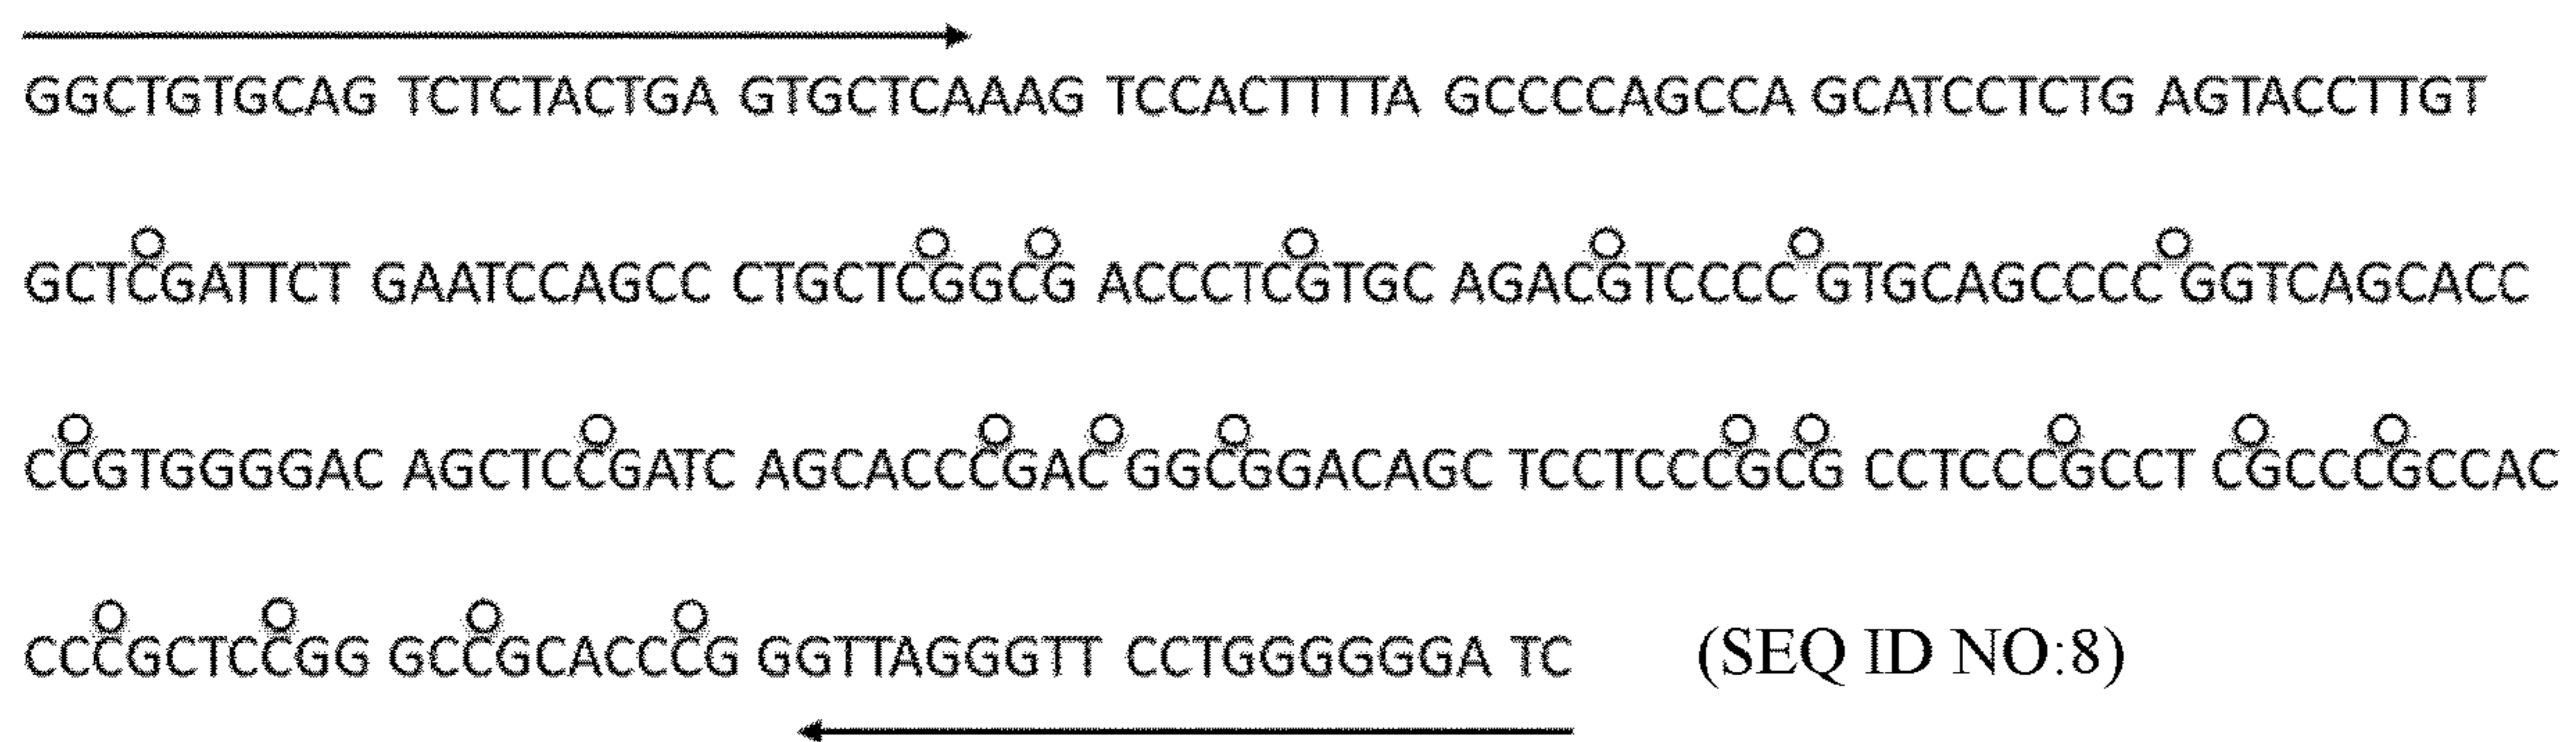 GGCTGTGCAG TCTCTACTGA GTGCTCAAAG TCCACTTTTA GCCCCAGCCA GCATCCTCTG AGTACCTTGT
GCTCGATTCT GAATCCAGCC CTGCTCGGCG ACCCTCGTGC AGACGTCCCC GTGCAGCCCC GGTCAGCACC
CCGTGGGGAC AGCTCCGATC AGCACCCGAC GGCGGACAGC TCCTCCCGCG CCTCCCGCCT CGCCCGCCAC
CCCGCTCCGG GCCGCACCCG GGTTAGGGTT CCTGGGGGGA TC (SEQ ID NO:8)